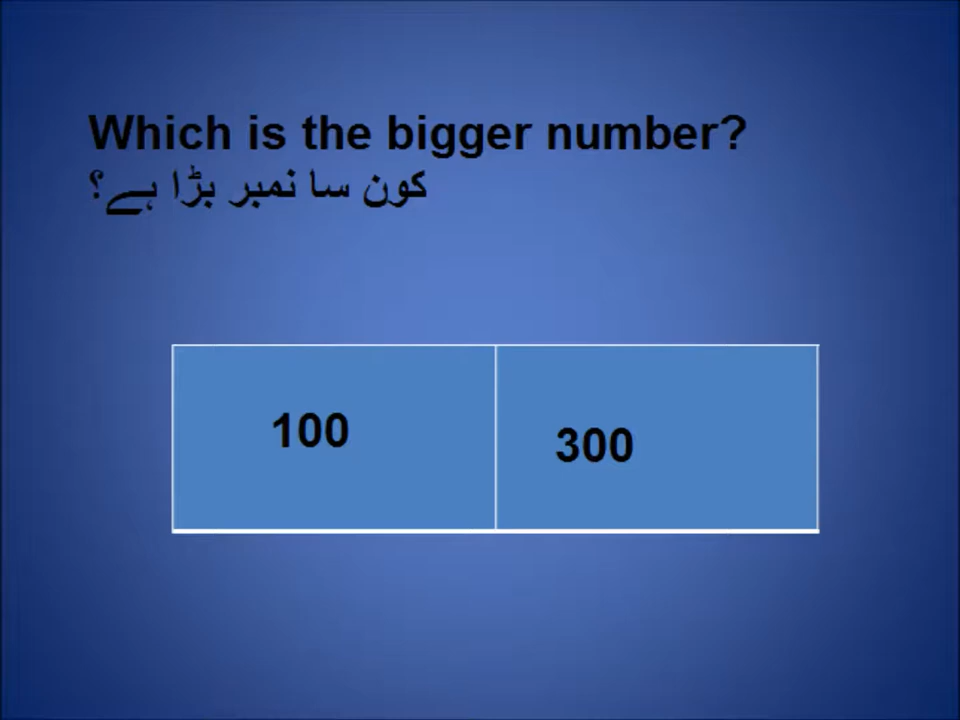 Which is the bigger number?
کون سا نمبر بڑا ہے؟
100
300